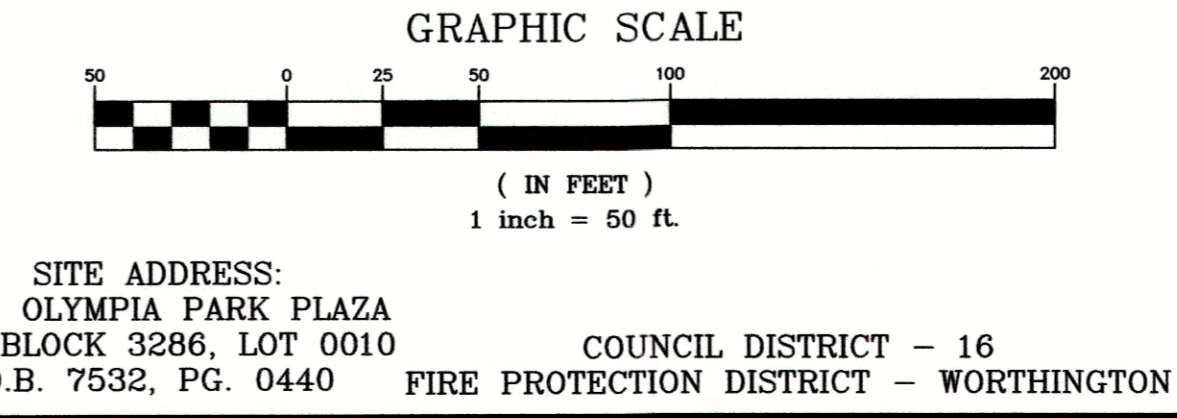 GRAPHIC SCALE
50 0 25 50 100 200
( IN FEET )
1 inch = 50 ft.
SITE ADDRESS:
OLYMPIA PARK PLAZA
BLOCK 3286, LOT 0010
.B. 7532, PG. 0440
COUNCIL DISTRICT – 16
FIRE PROTECTION DISTRICT – WORTHINGTON